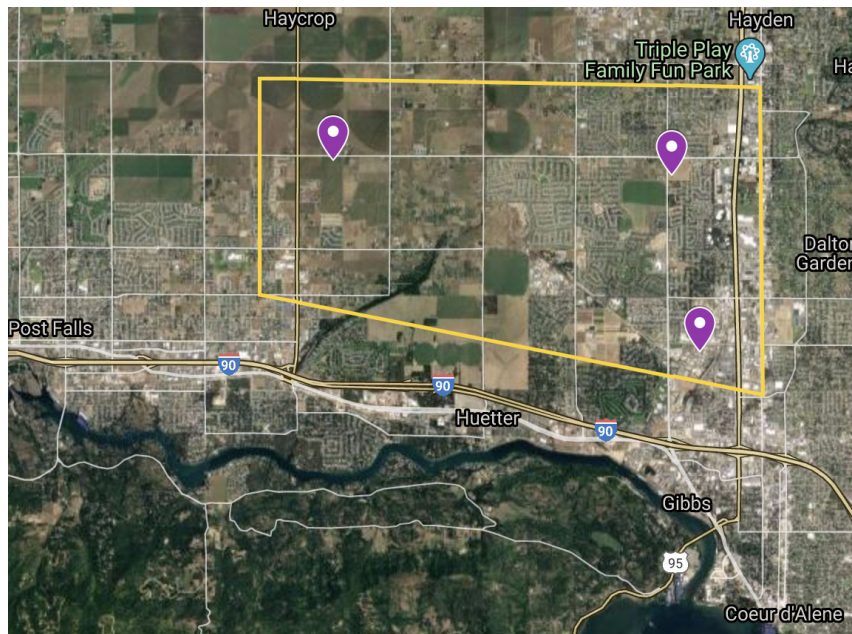 Haycrop
Hayden
Triple Play
Family Fun Park
Ha
Dalton
Garden
Post Falls
90
90
Huetter
90
Gibbs
95
Coeur d'Alene